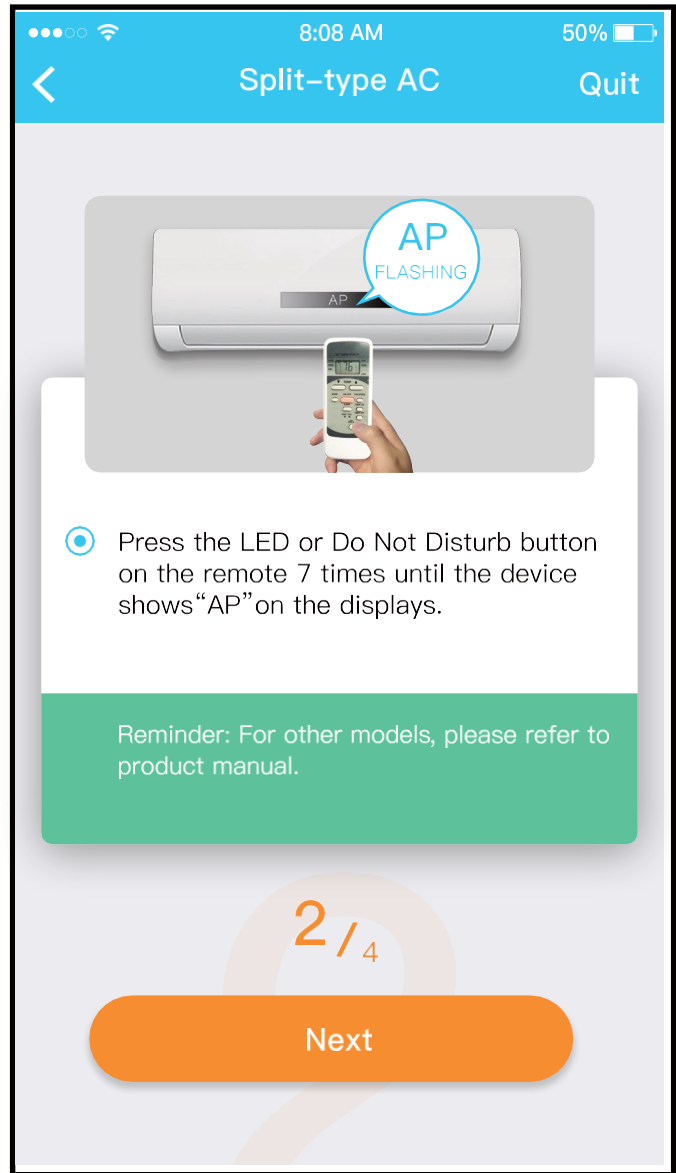 8:08 AM
50%
Split-type AC
Quit
AP
FLASHING
AP
Press the LED or Do Not Disturb button
on the remote 7 times until the device
shows“AP”on the displays.
Reminder: For other models, please refer to
product manual.
2/4
Next